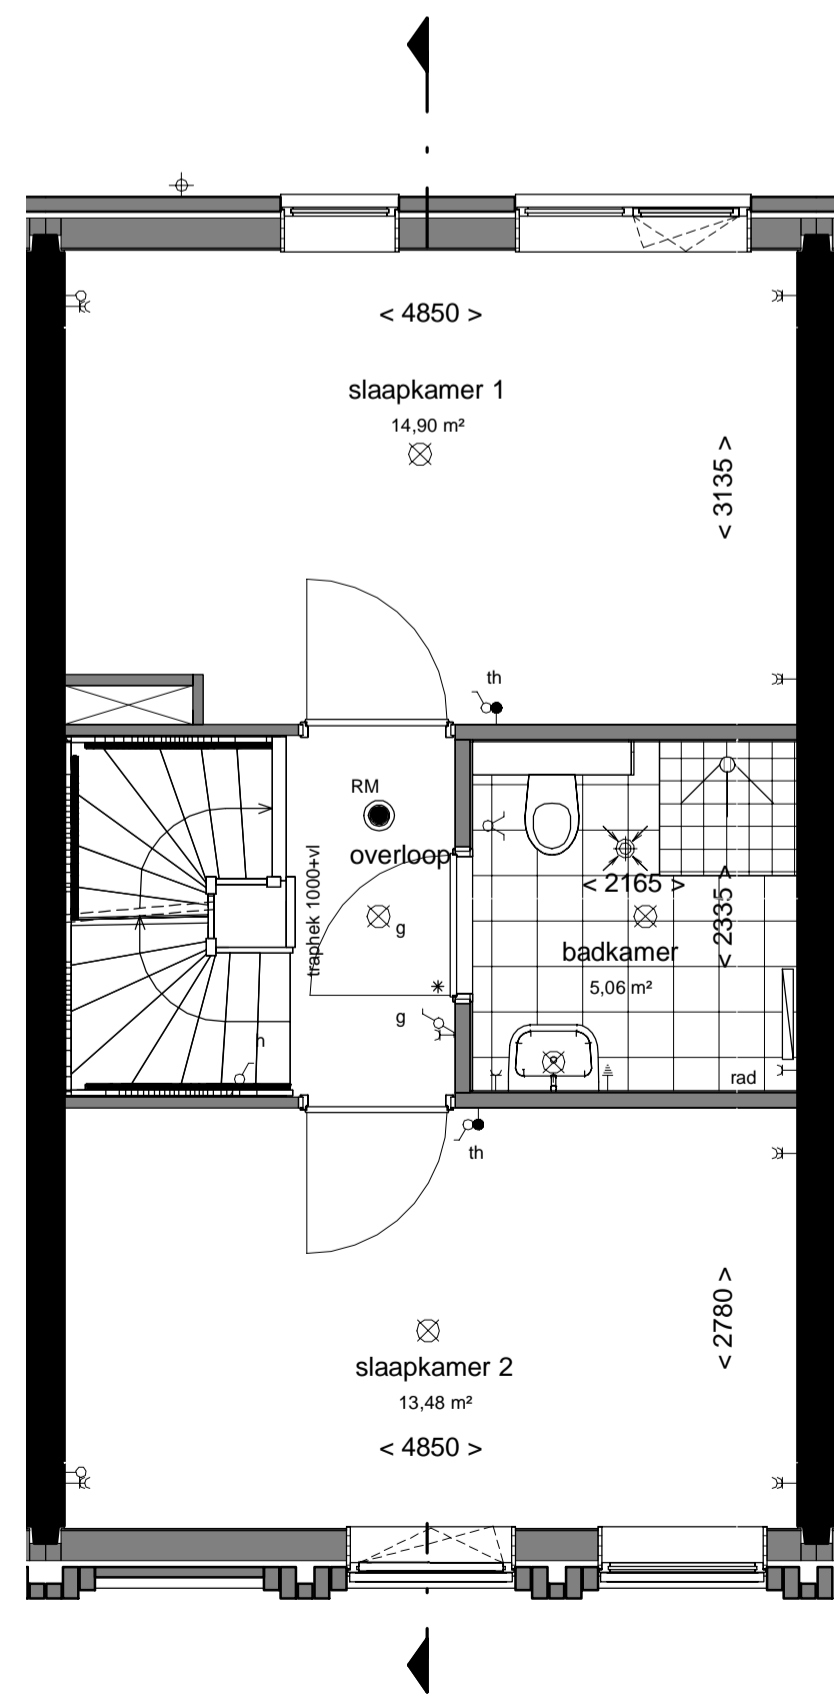 < 4850 >
slaapkamer 1
14,90 m²
< 3135 >
th
RM
overloop
traphek 1000+vl
< 2165 >
< 2335 >
g
badkamer
5,06 m²
g
h
rad
th
< 2780 >
slaapkamer 2
13,48 m²
< 4850 >